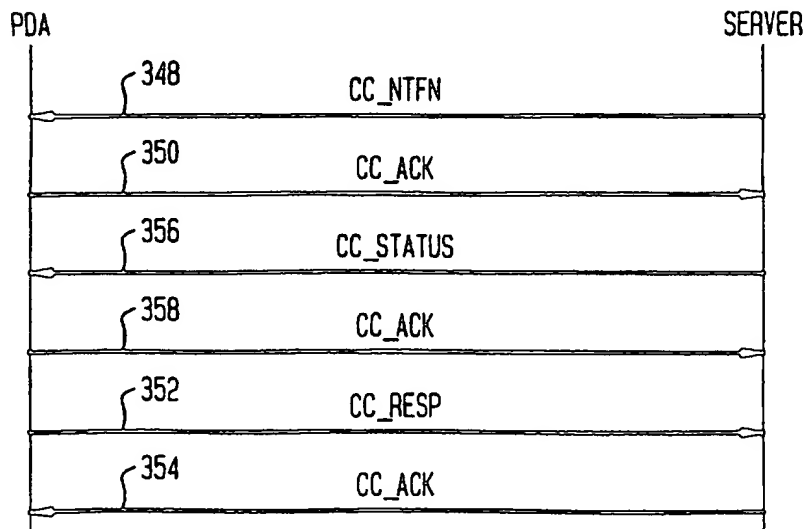 PDA SERVER
348 CC_NTFN
350 CC_ACK
356 CC_STATUS
358 CC_ACK
352 CC_RESP
354 CC_ACK